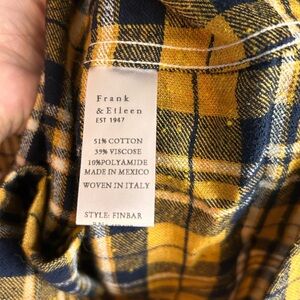 Frank
& Eileen
EST 1947
51% COTTON
39% VISCOSE
10%POLYAMIDE
MADE IN MEXICO
WOVEN IN ITALY
STYLE: FINBAR